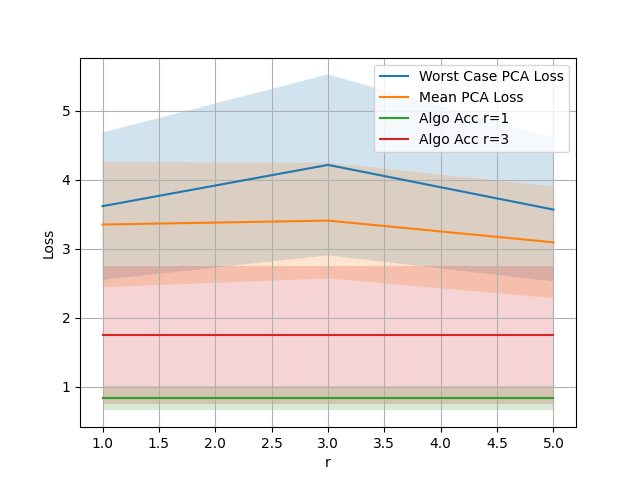 Worst Case PCA Loss
Mean PCA Loss
Algo Acc r=1
Algo Acc r=3
Loss
5
4
3
2
1
1.0 1.5 2.0 2.5 3.0 3.5 4.0 4.5 5.0
r